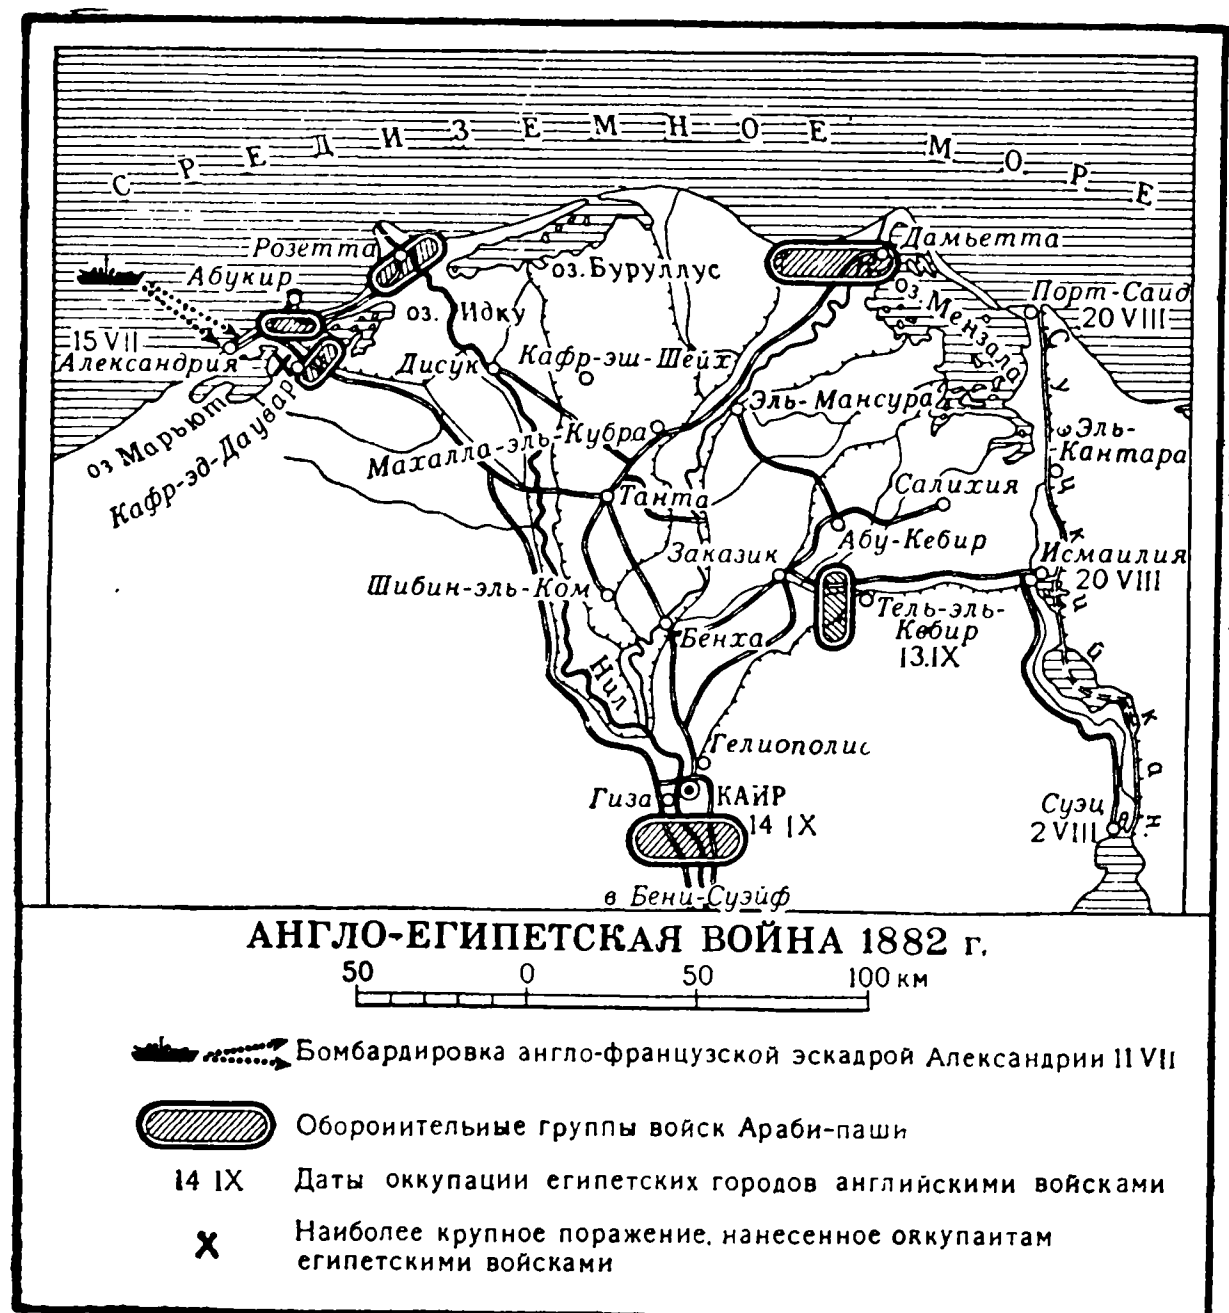 СРЕДИЗЕМНОЕ МОРЕ
Розетта
Абукир
оз. Буруллус
Дамьетта
оз. Идку
оз. Мензала
Порт-Саид
20 VIII
15 VII
Александрия
Дисук
Кафр-эш-Шейх
Эль-Мансура
оз Марьют
Кафр-эд-Даувар
Махалла-эль-Кубра
Эль-
Кантара
Танта
Салихия
Абу-Кебир
Заказик
Исмаилия
20 VIII
Шибин-эль-Ком
Тель-эль-
Кебир
13.IX
Бенха
Нил
Суэцкий кан.
Гелиополис
Гиза
КАИР
14 IX
Суэц
2 VIII
в Бени-Суэйф
АНГЛО-ЕГИПЕТСКАЯ ВОЙНА 1882 г.
50 0 50 100 км
Бомбардировка англо-французской эскадрой Александрии 11 VII
Оборонительные группы войск Араби-паши
14 IX Даты оккупации египетских городов английскими войсками
X Наиболее крупное поражение, нанесенное оккупантам
египетскими войсками